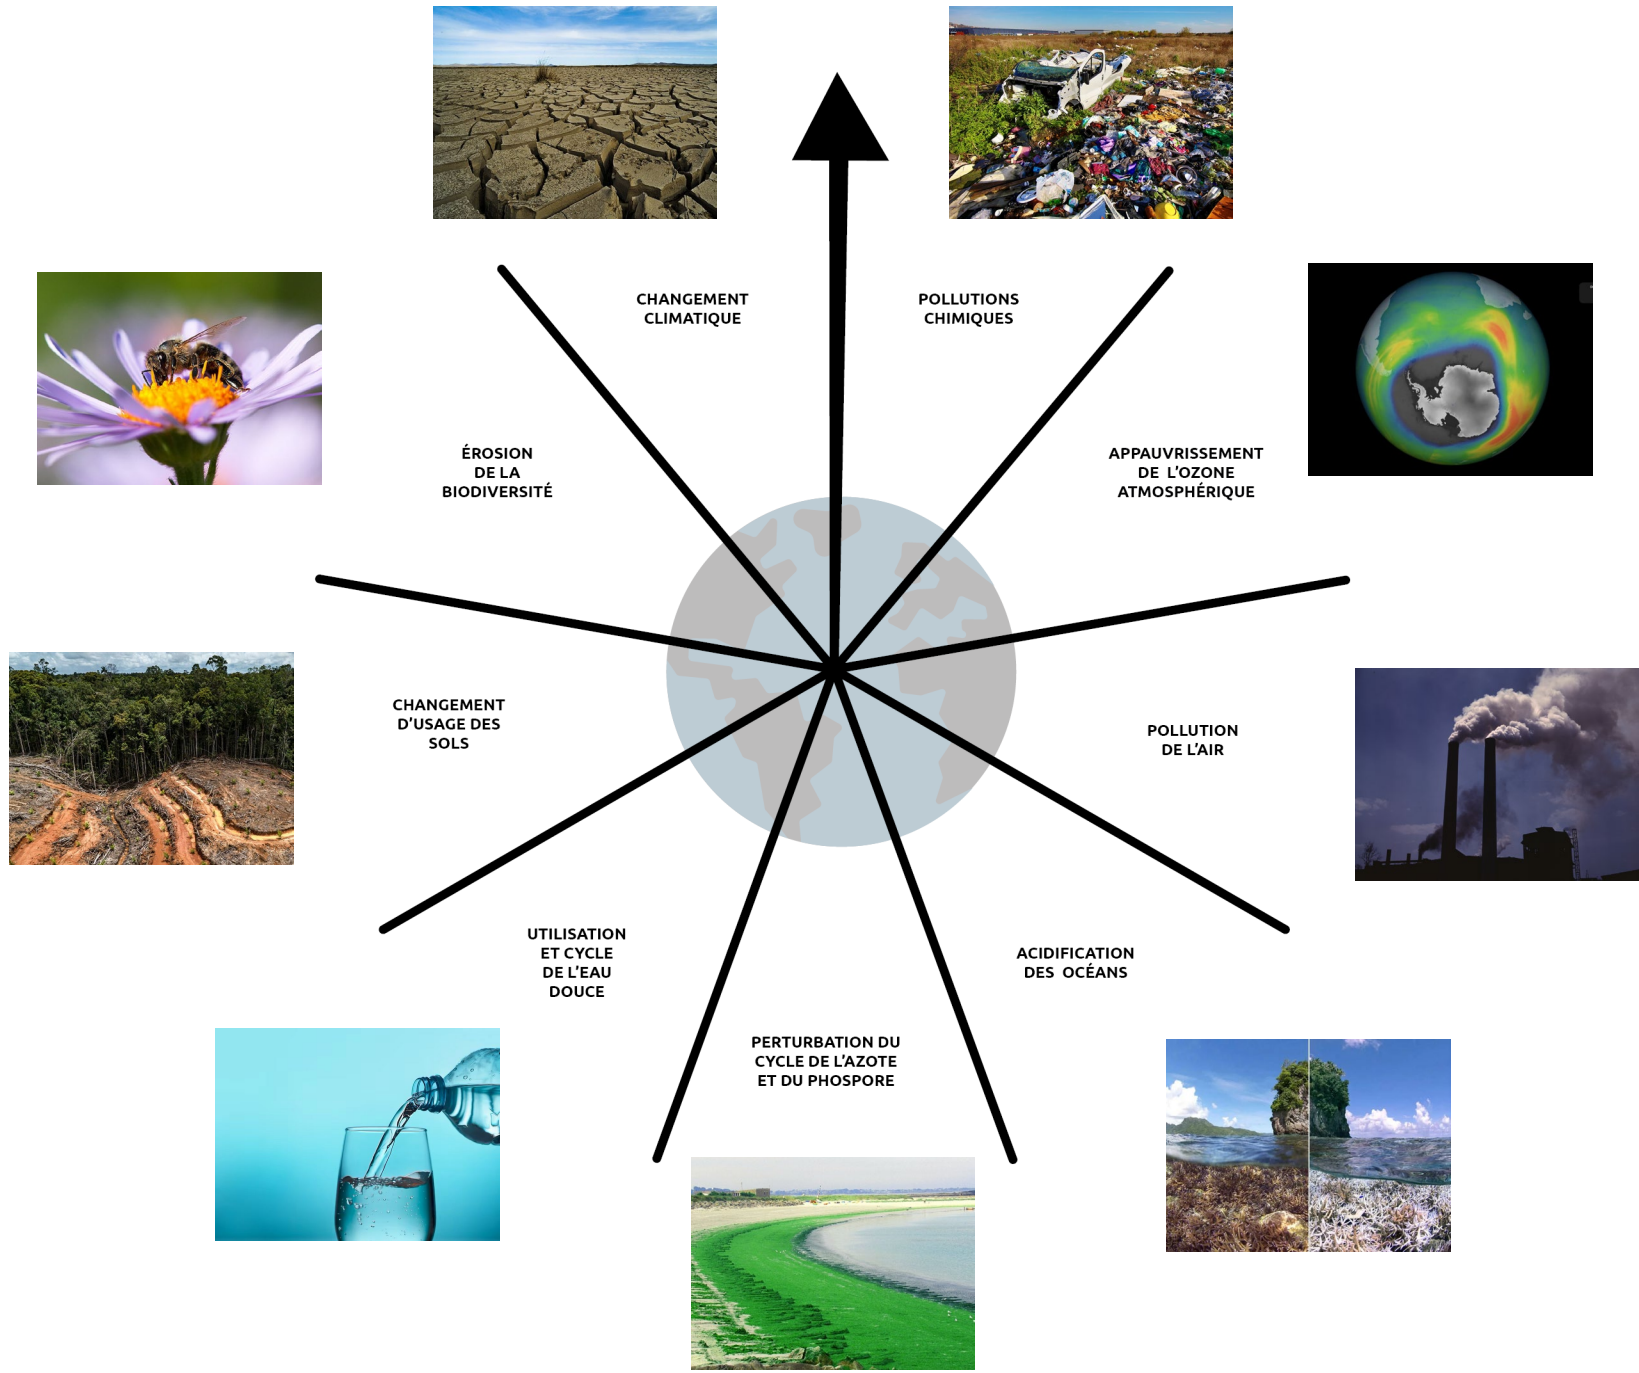 CHANGEMENT
CLIMATIQUE
POLLUTIONS
CHIMIQUES
ÉROSION
DE LA
BIODIVERSITÉ
APPAUVRISSEMENT
DE L'OZONE
ATMOSPHÉRIQUE
CHANGEMENT
D'USAGE DES
SOLS
POLLUTION
DE L'AIR
UTILISATION
ET CYCLE
DE L'EAU
DOUCE
ACIDIFICATION
DES OCÉANS
PERTURBATION DU
CYCLE DE L'AZOTE
ET DU PHOSPORE